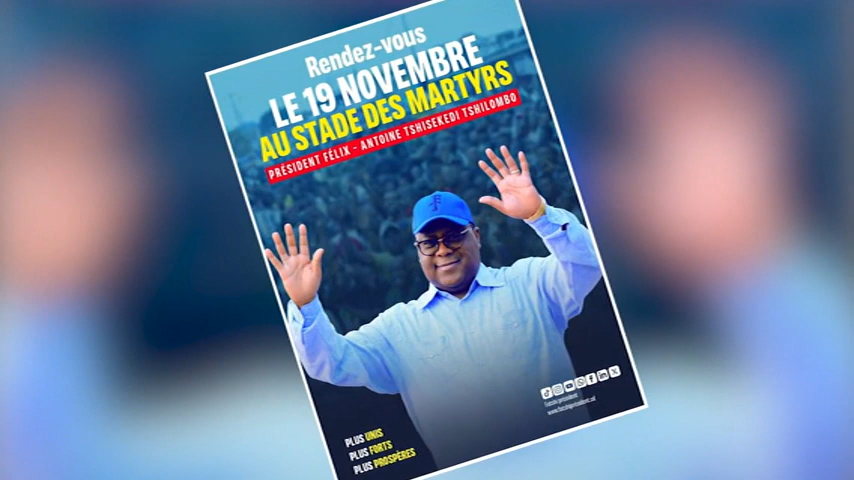 Rendez-vous
LE 19 NOVEMBRE
AU STADE DES MARTYRS
PRÉSIDENT FÉLIX - ANTOINE TSHISEKEDI TSHILOMBO
PLUS UNIS
PLUS FORTS
PLUS PROSPÈRES